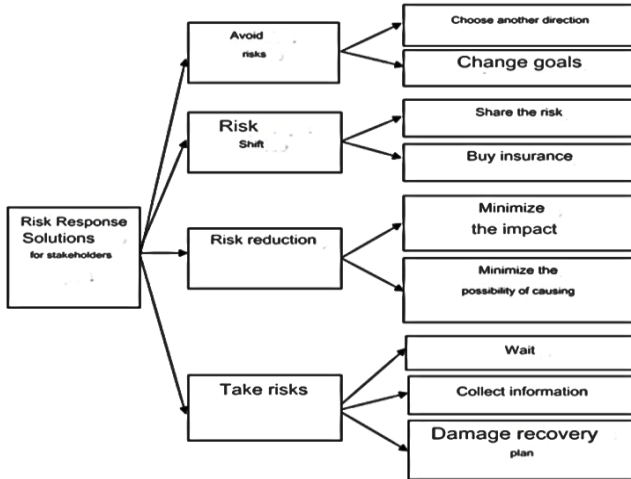 Avoid
risks
Choose another direction
Change goals
Risk
Shift
Share the risk
Buy insurance
Risk Response
Solutions
for stakeholders
Risk reduction
Minimize
the impact
Minimize the
possibility of causing
Take risks
Wait
Collect information
Damage recovery
plan